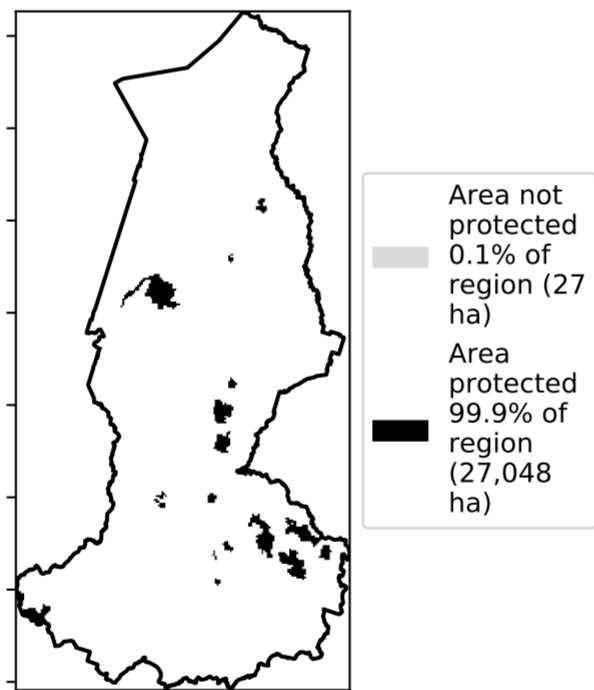 Area not
protected
0.1% of
region (27
ha)
Area
protected
99.9% of
region
(27,048
ha)